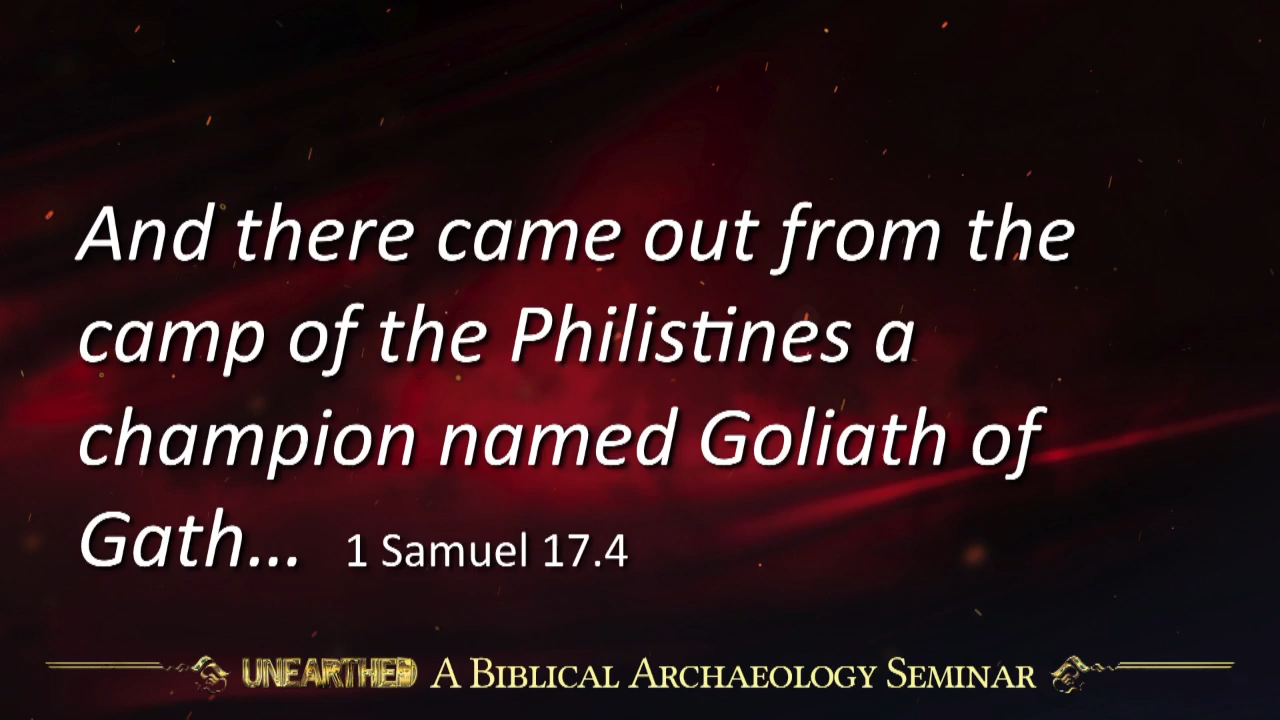 And there came out from the
camp of the Philistines a
champion named Goliath of
Gath... 1 Samuel 17.4
UNEARTHED A BIBLICAL ARCHAEOLOGY SEMINAR